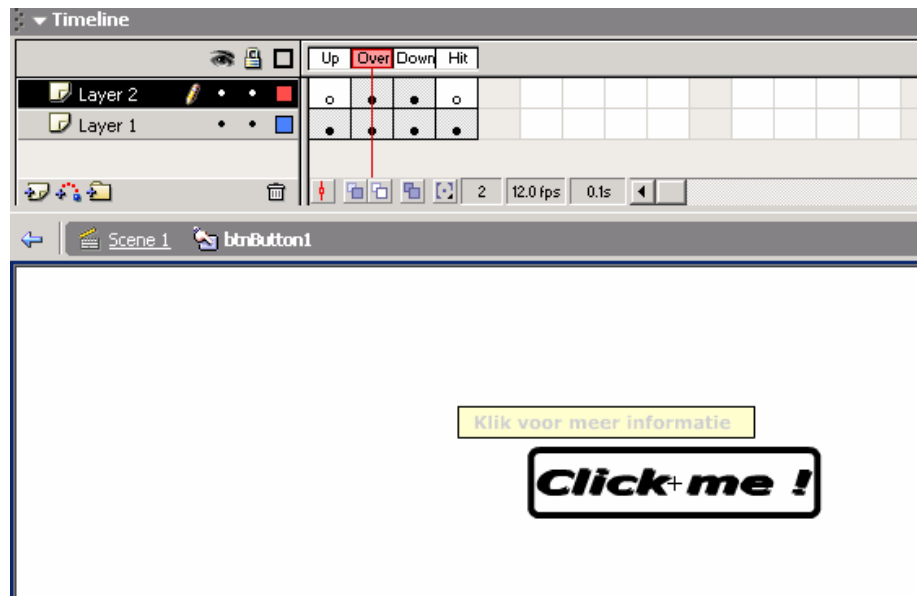 Timeline
Up Over Down Hit
Layer 2
Layer 1
2 12.0 fps 0.1s
Scene 1 btnButton1
Klik voor meer informatie
Click me !